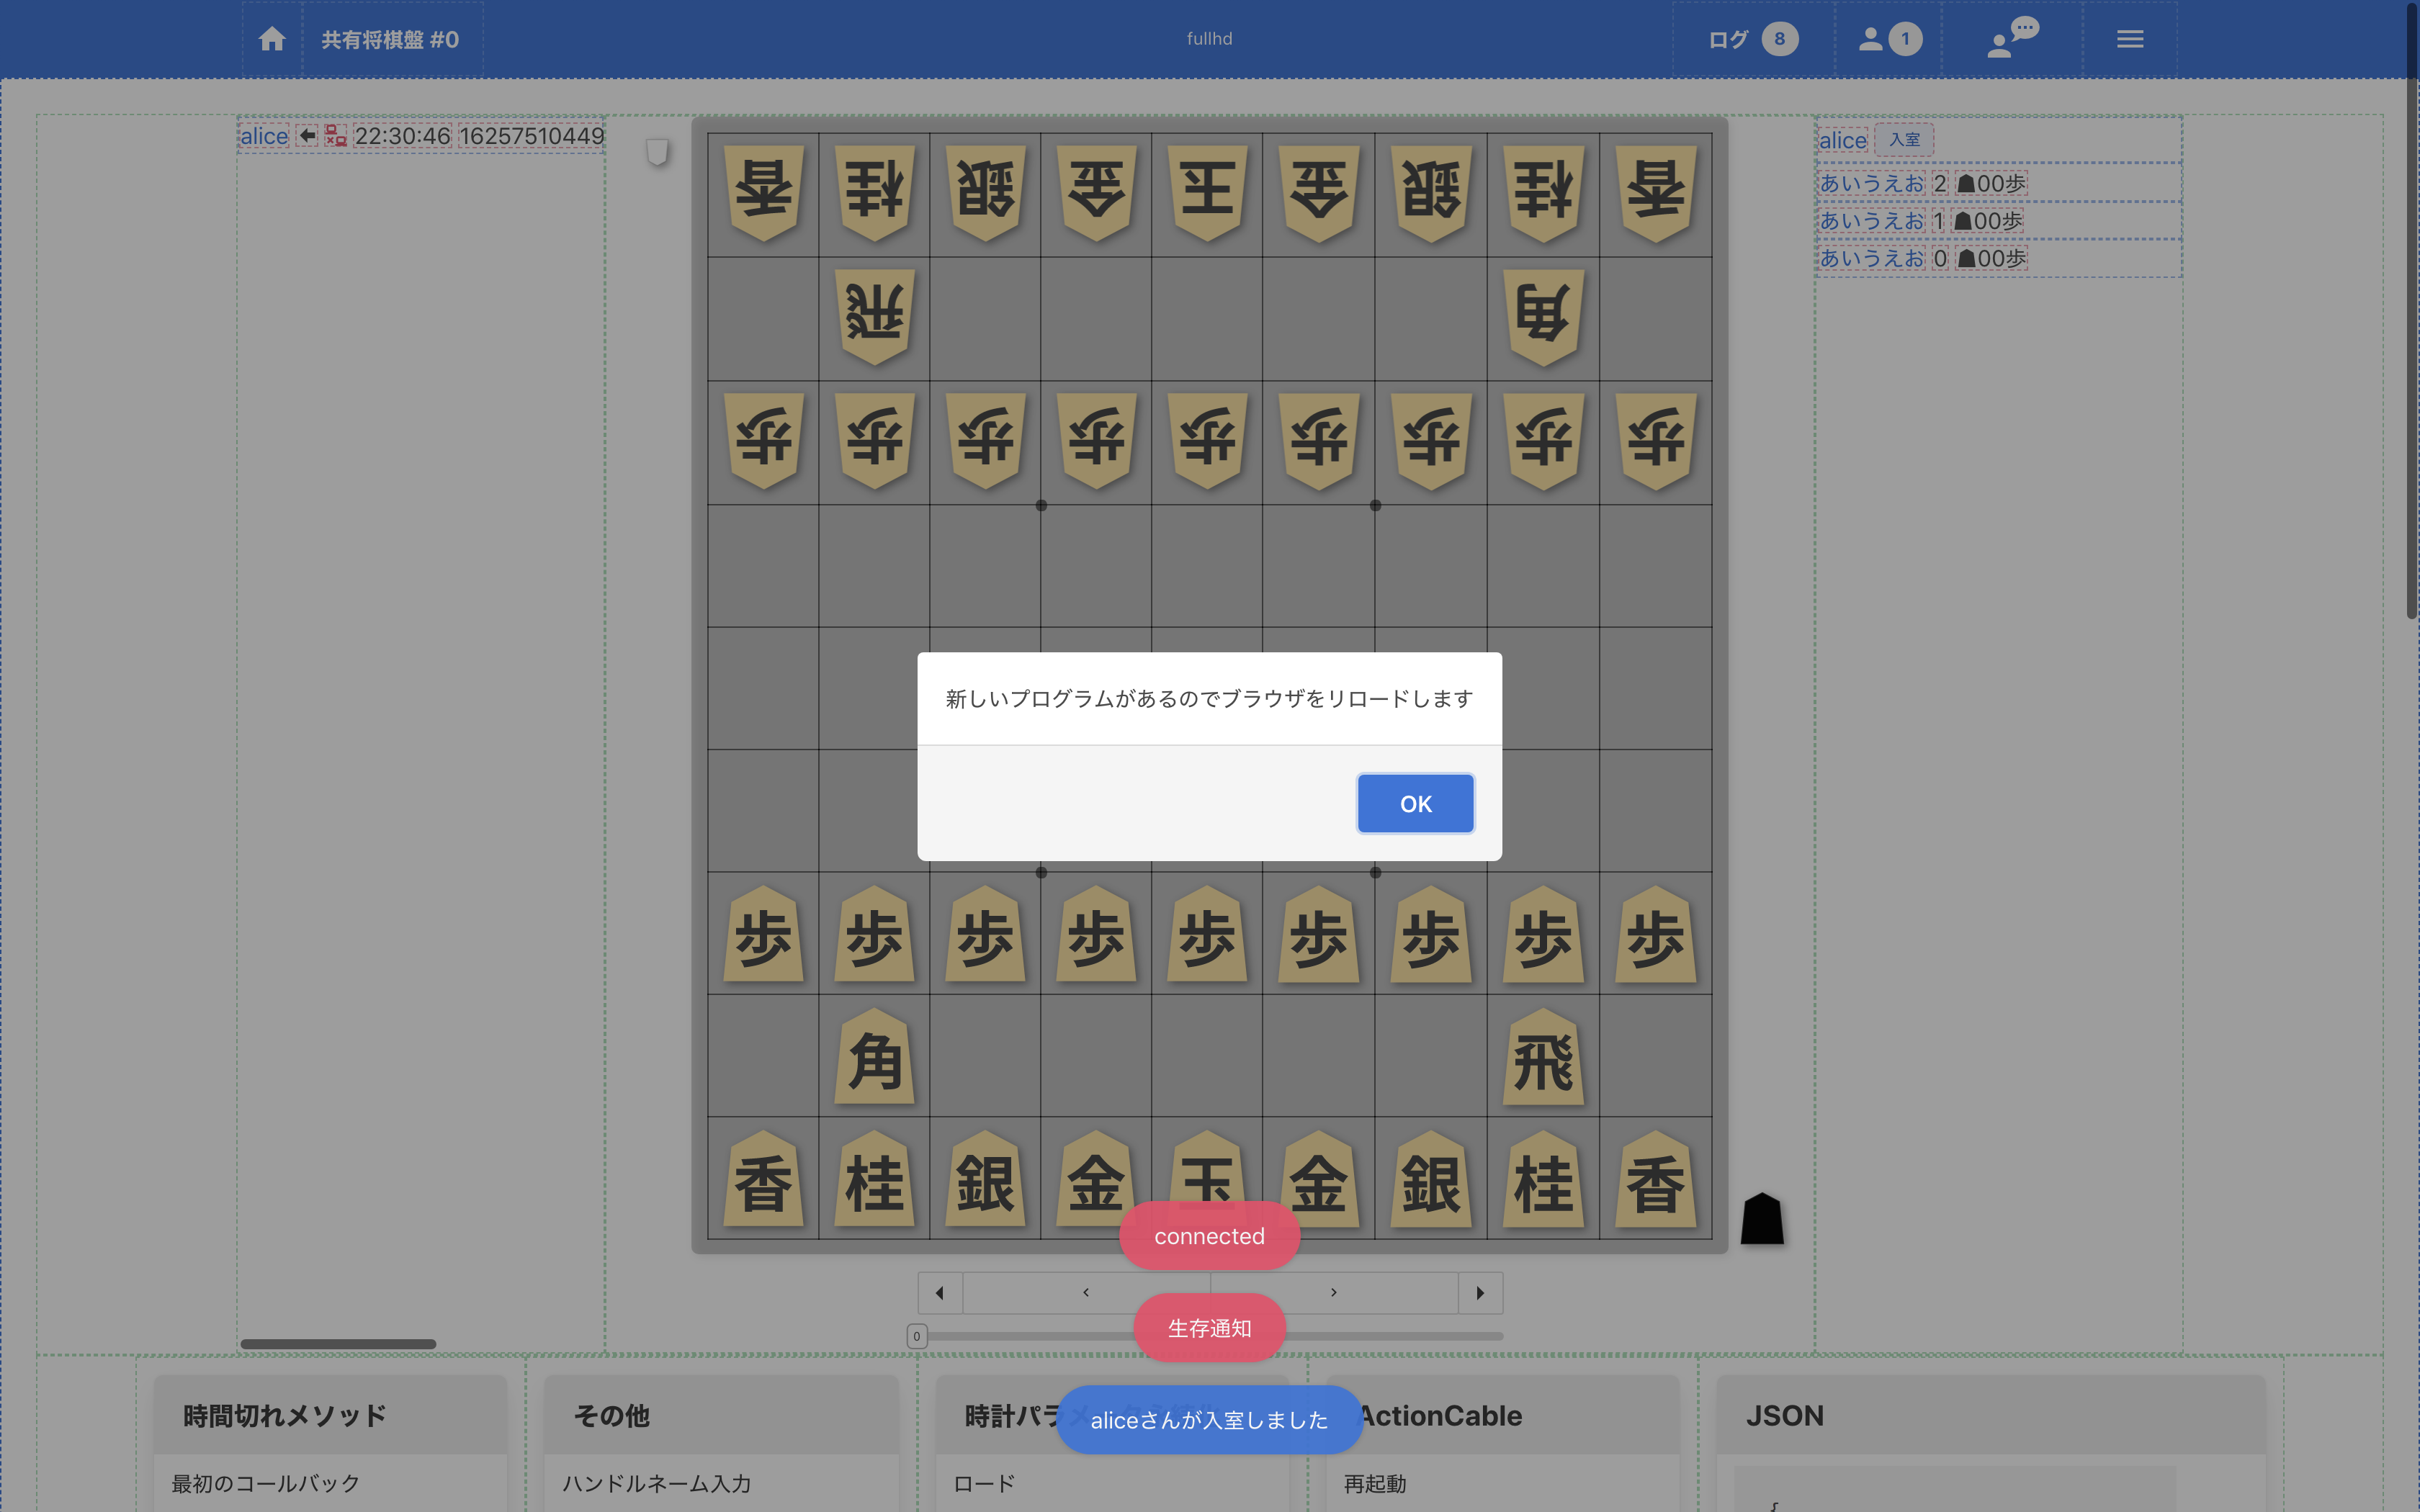 共有将棋盤 #0
fullhd
ログ 8
1
alice 22:30:46 16257510449
alice 入室
あいうえお 2 ☗00歩
あいうえお 1 ☗00歩
あいうえお 0 ☗00歩
香 桂 銀 金 玉 金 銀 桂 香
飛 角
歩 歩 歩 歩 歩 歩 歩 歩 歩
新しいプログラムがあるのでブラウザをリロードします
OK
歩 歩 歩 歩 歩 歩 歩 歩 歩
角 飛
香 桂 銀 金 玉 金 銀 桂 香
connected
生存通知
0
aliceさんが入室しました
時間切れメソッド
その他
時計パラメ
ActionCable
JSON
最初のコールバック
ハンドルネーム入力
ロード
再起動
{